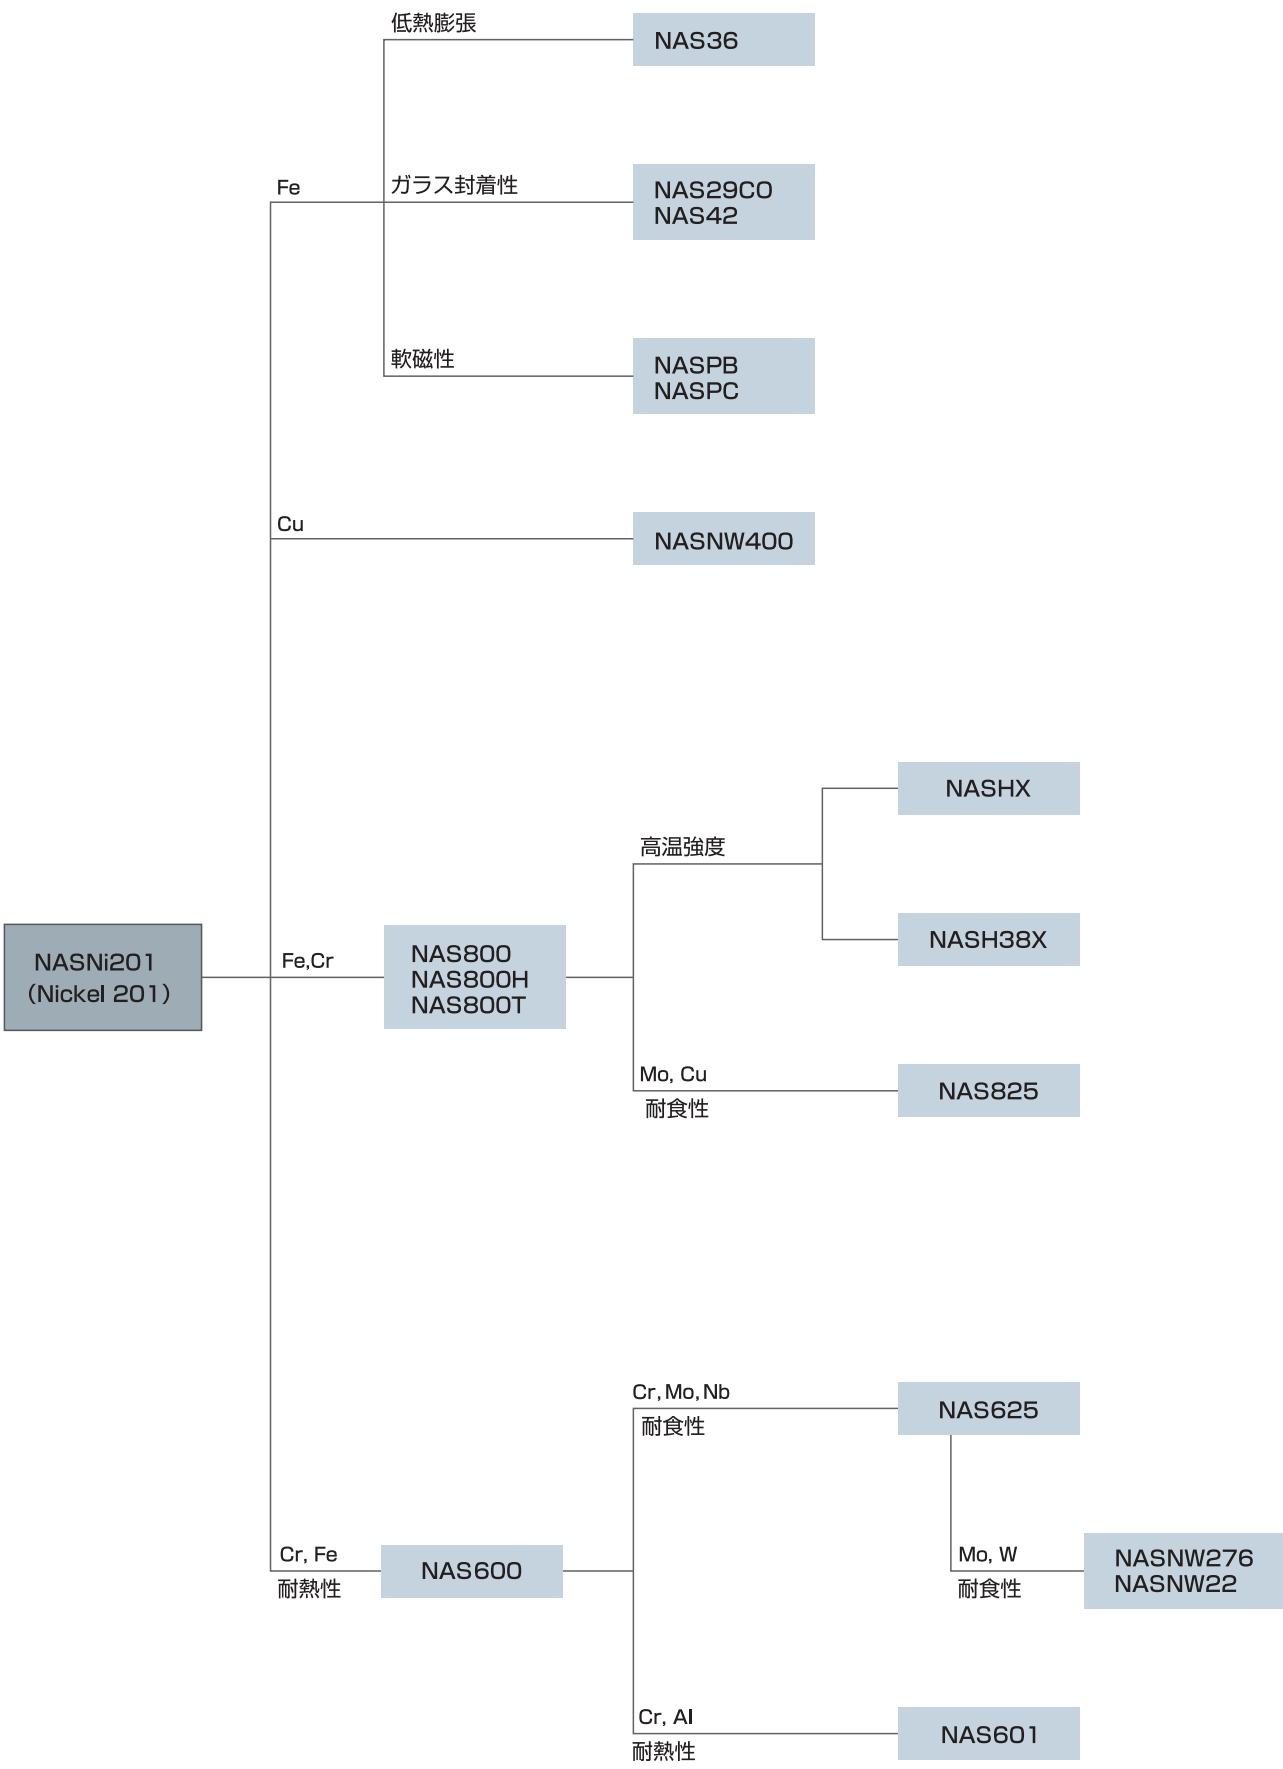 低熱膨張
NAS36
Fe
ガラス封着性
NAS29CO
NAS42
軟磁性
NASPB
NASPC
Cu
NASNW400
NASHX
高温強度
NASH38X
NASNi201
(Nickel 201)
Fe,Cr
NAS800
NAS800H
NAS800T
Mo, Cu
耐食性
NAS825
Cr, Mo, Nb
耐食性
NAS625
Cr, Fe
耐熱性
NAS600
Mo, W
耐食性
NASNW276
NASNW22
Cr, Al
耐熱性
NAS601